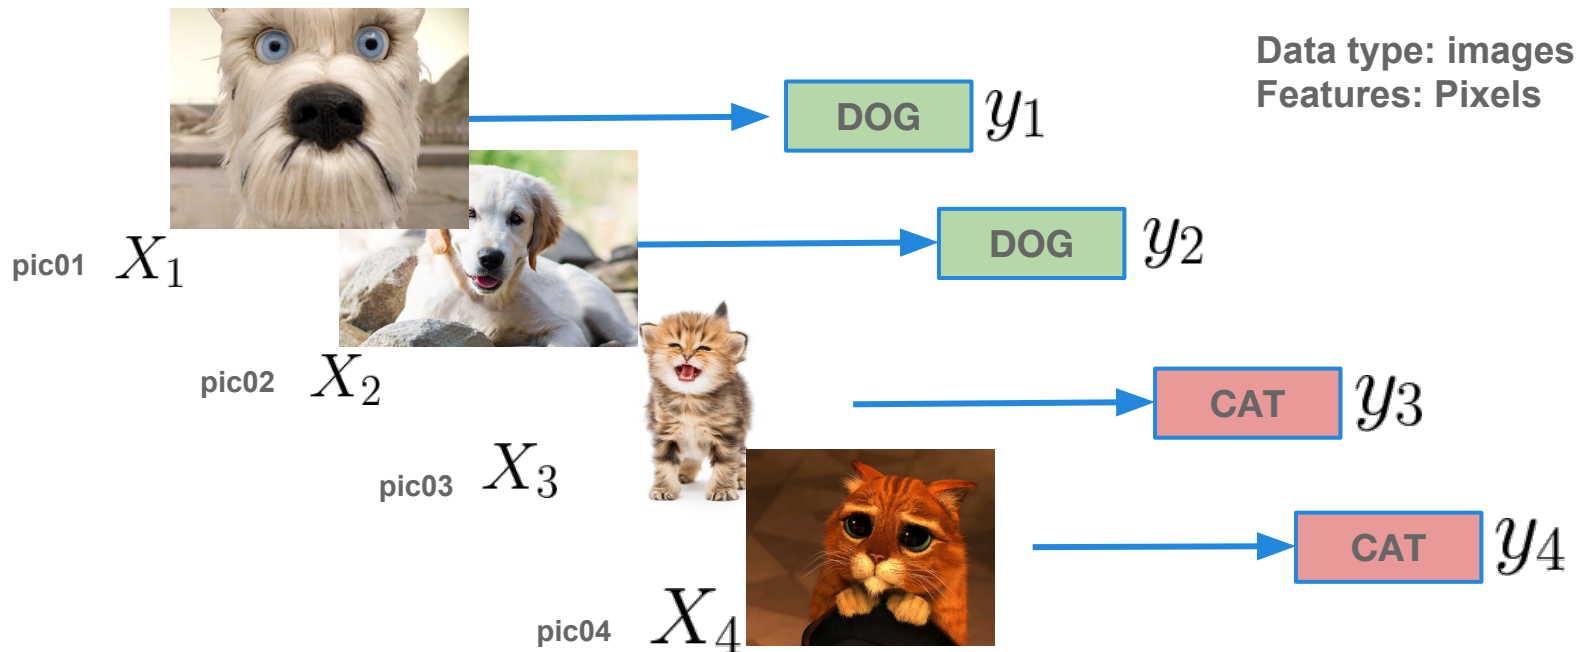 Data type: images
Features: Pixels
DOG y1
DOG y2
pic01 X1
pic02 X2
CAT y3
pic03 X3
CAT y4
pic04 X4